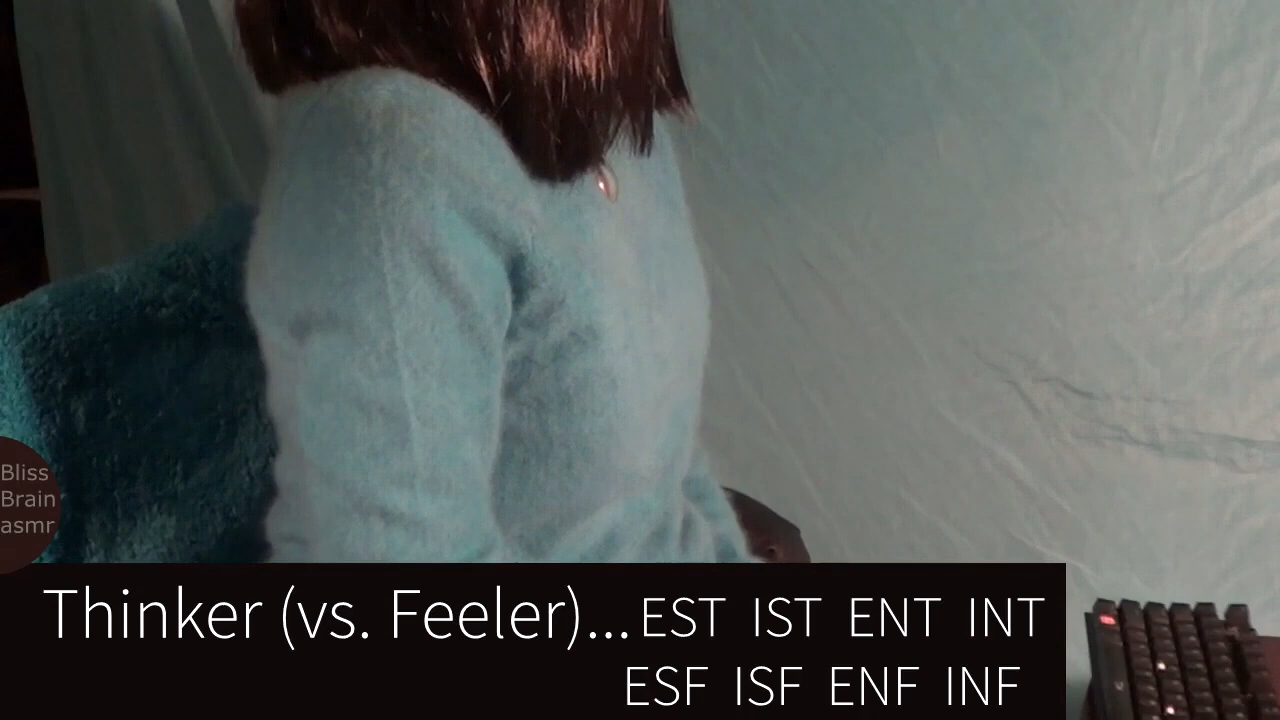 Bliss
Brain
asmr
Thinker (vs. Feeler)... EST IST ENT INT
ESF ISF ENF INF